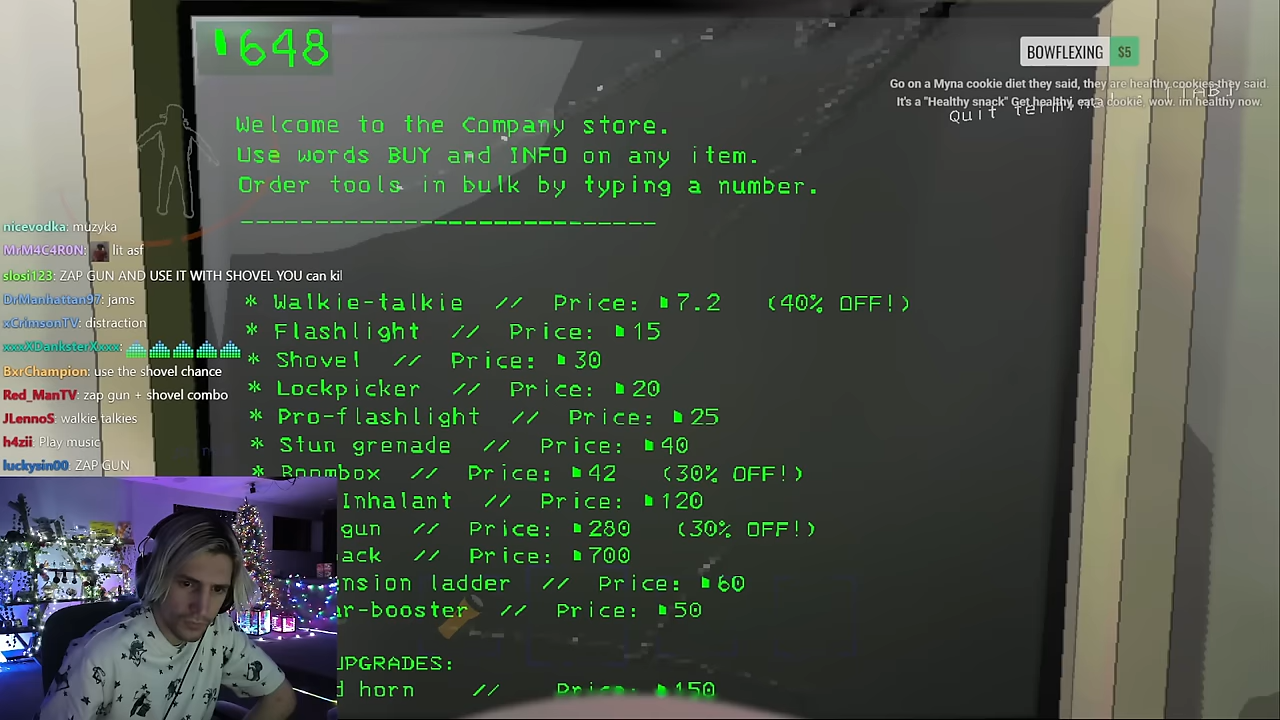 648
BOWFLEXING $5
Go on a Myna cookie diet they said, they are healthy cookies they said.
It's a "Healthy snack" Get healthy, eat a cookie, wow. im healthy now.
Quit terminal : [TAB]
Welcome to the Company store.
Use words BUY and INFO on any item.
Order tools in bulk by typing a number.
----------------------------
nicevodka: muzyka
MrM4C4R0N: lit asf
slosi123: ZAP GUN AND USE IT WITH SHOVEL YOU can kil
DrManhattan97: jams
xCrimsonTV: distraction
xxxXDanksterXxxx:
BxrChampion: use the shovel chance
Red_ManTV: zap gun + shovel combo
JLennoS: walkie talkies
h4zii: Play music
luckysin00: ZAP GUN
* Walkie-talkie // Price: 7.2 (40% OFF!)
* Flashlight // Price: 15
* Shovel // Price: 30
* Lockpicker // Price: 20
* Pro-flashlight // Price: 25
* Stun grenade // Price: 40
* Boombox // Price: 42 (30% OFF!)
Inhalant // Price: 120
gun // Price: 280 (30% OFF!)
ack // Price: 700
nsion ladder // Price: 60
ar-booster // Price: 50
UPGRADES:
d horn // Price: 150